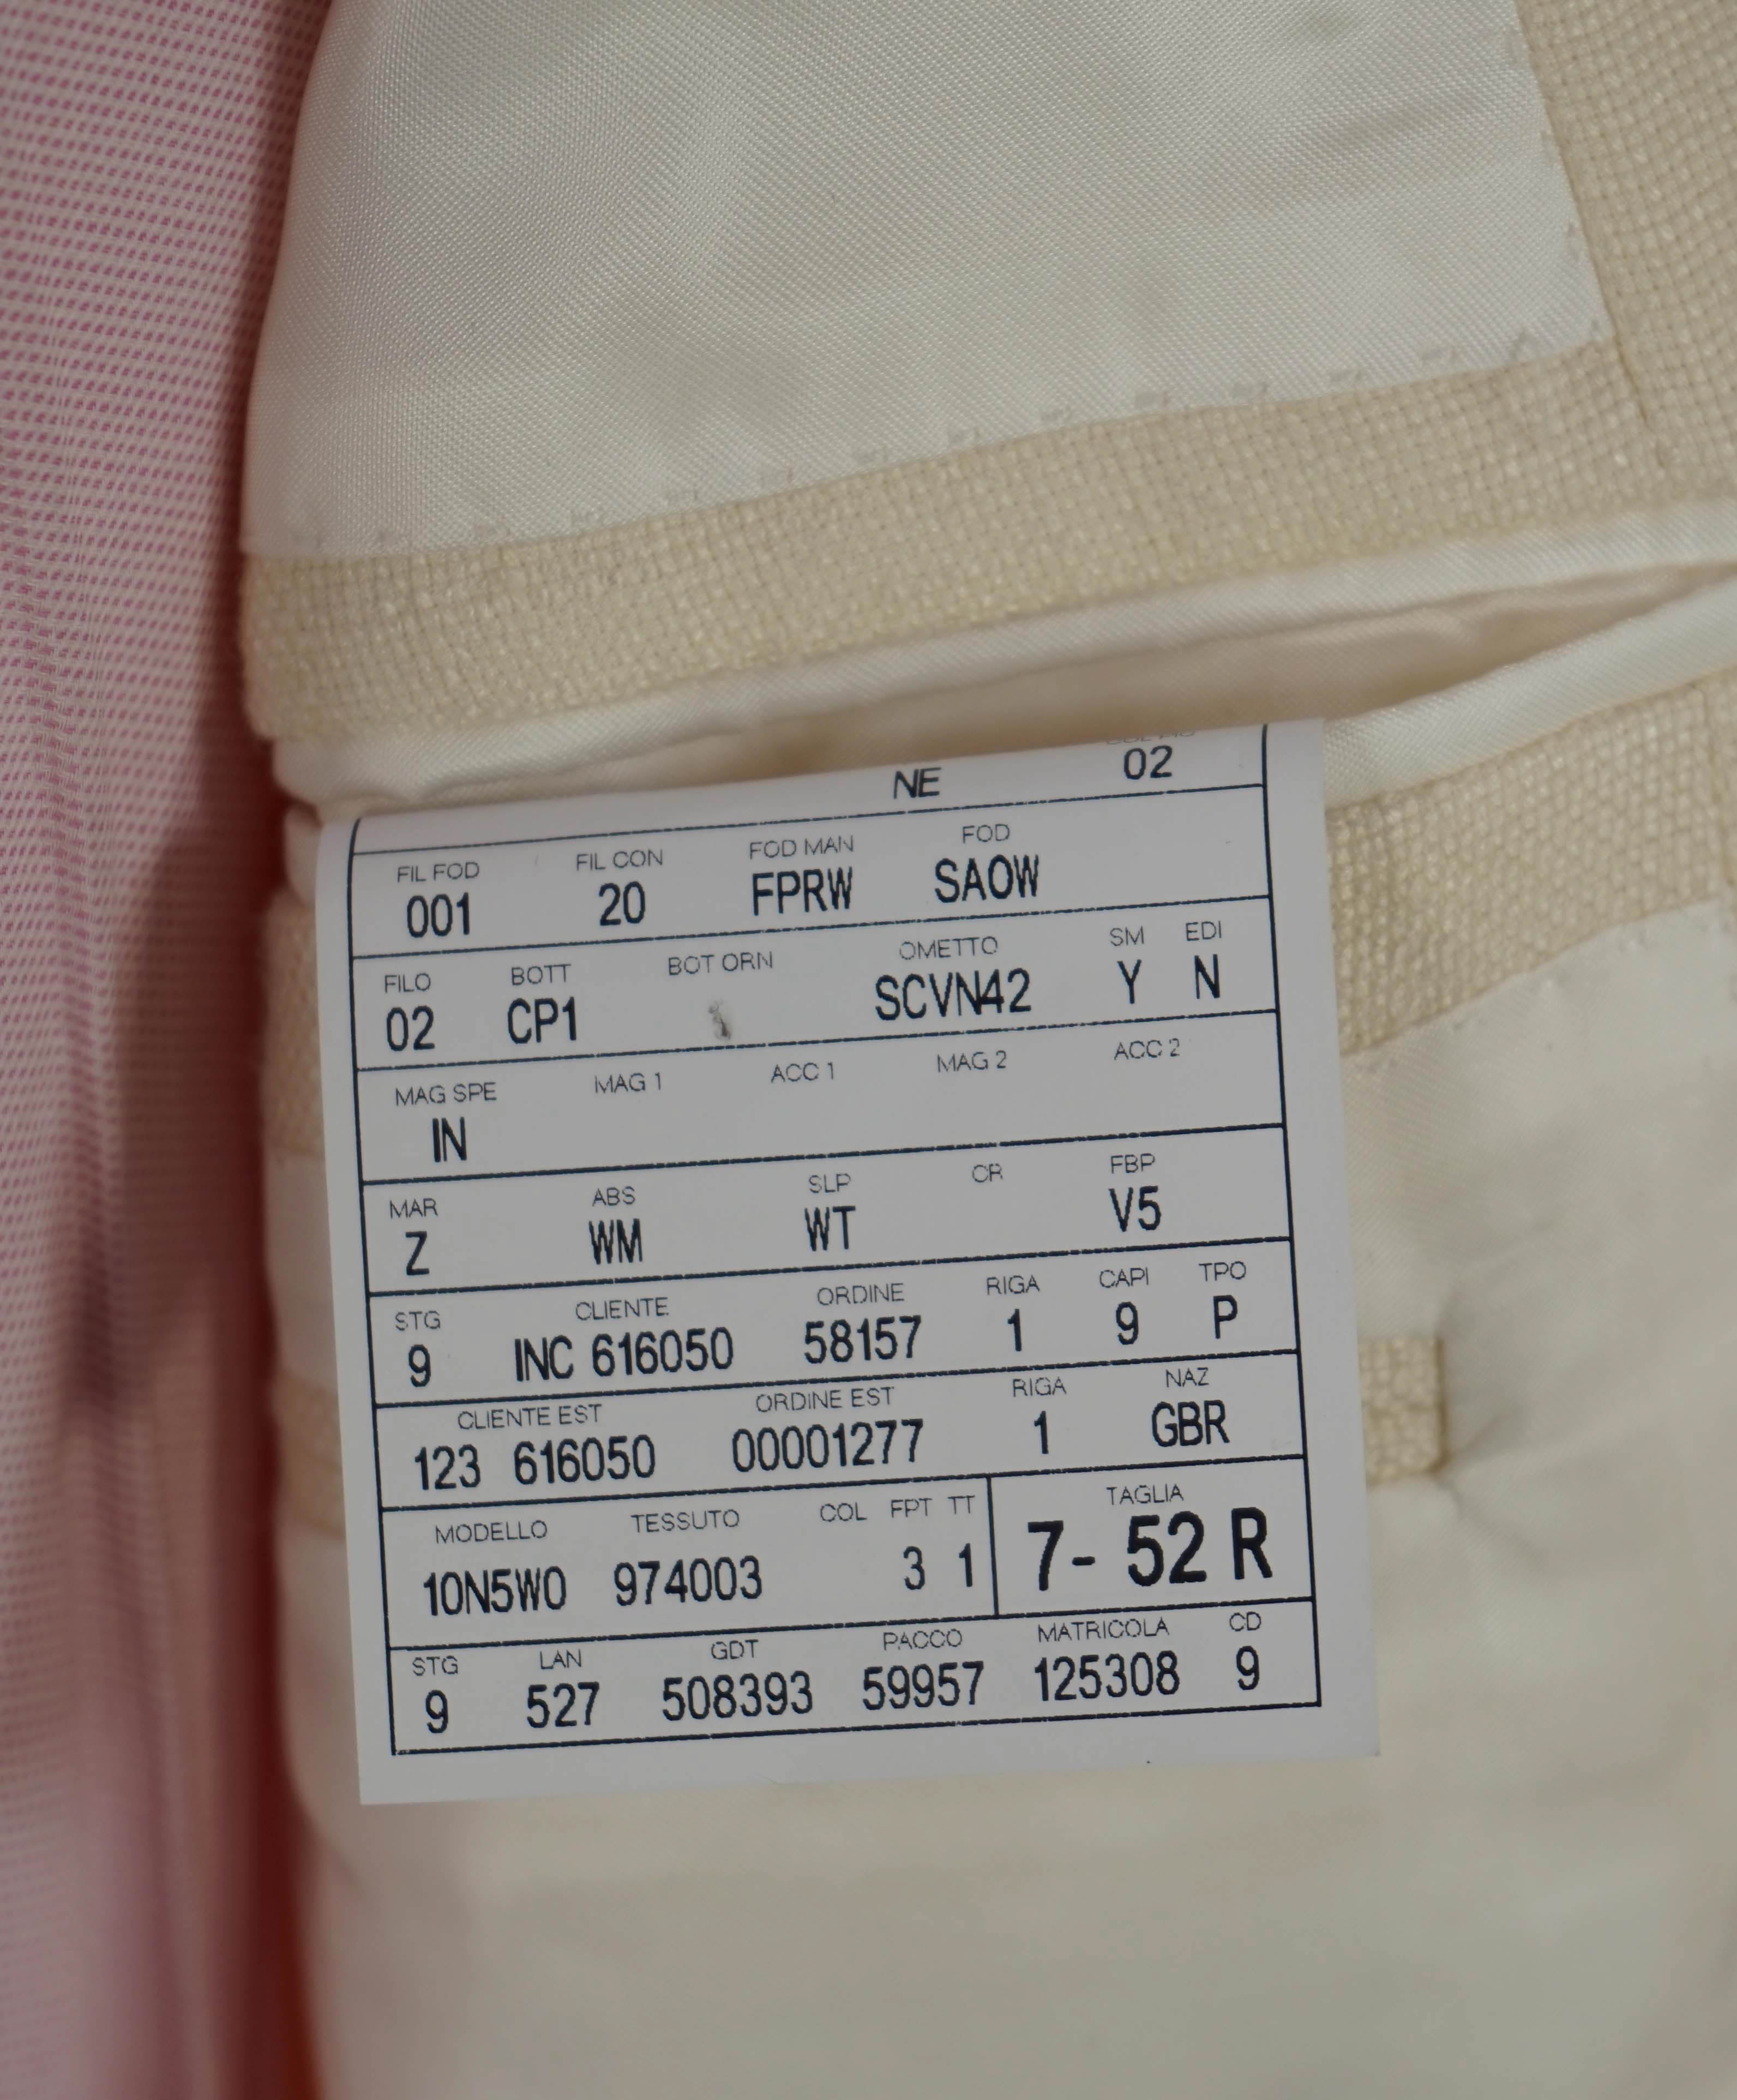 NE 02
FIL FOD FIL CON FOD MAN FOD
001 20 FPRW SAOW
FILO BOTT BOT ORN OMETTO SM EDI
02 CP1 SCVN42 Y N
MAG SPE MAG 1 ACC 1 MAG 2 ACC 2
IN
MAR ABS SLP CR FBP
Z WM WT V5
STG CLIENTE ORDINE RIGA CAPI TPO
9 INC 616050 58157 1 9 P
CLIENTE EST ORDINE EST RIGA NAZ
123 616050 00001277 1 GBR
MODELLO TESSUTO COL FPT TT TAGLIA
10N5W0 974003 3 1 7- 52 R
STG LAN GDT PACCO MATRICOLA CD
9 527 508393 59957 125308 9